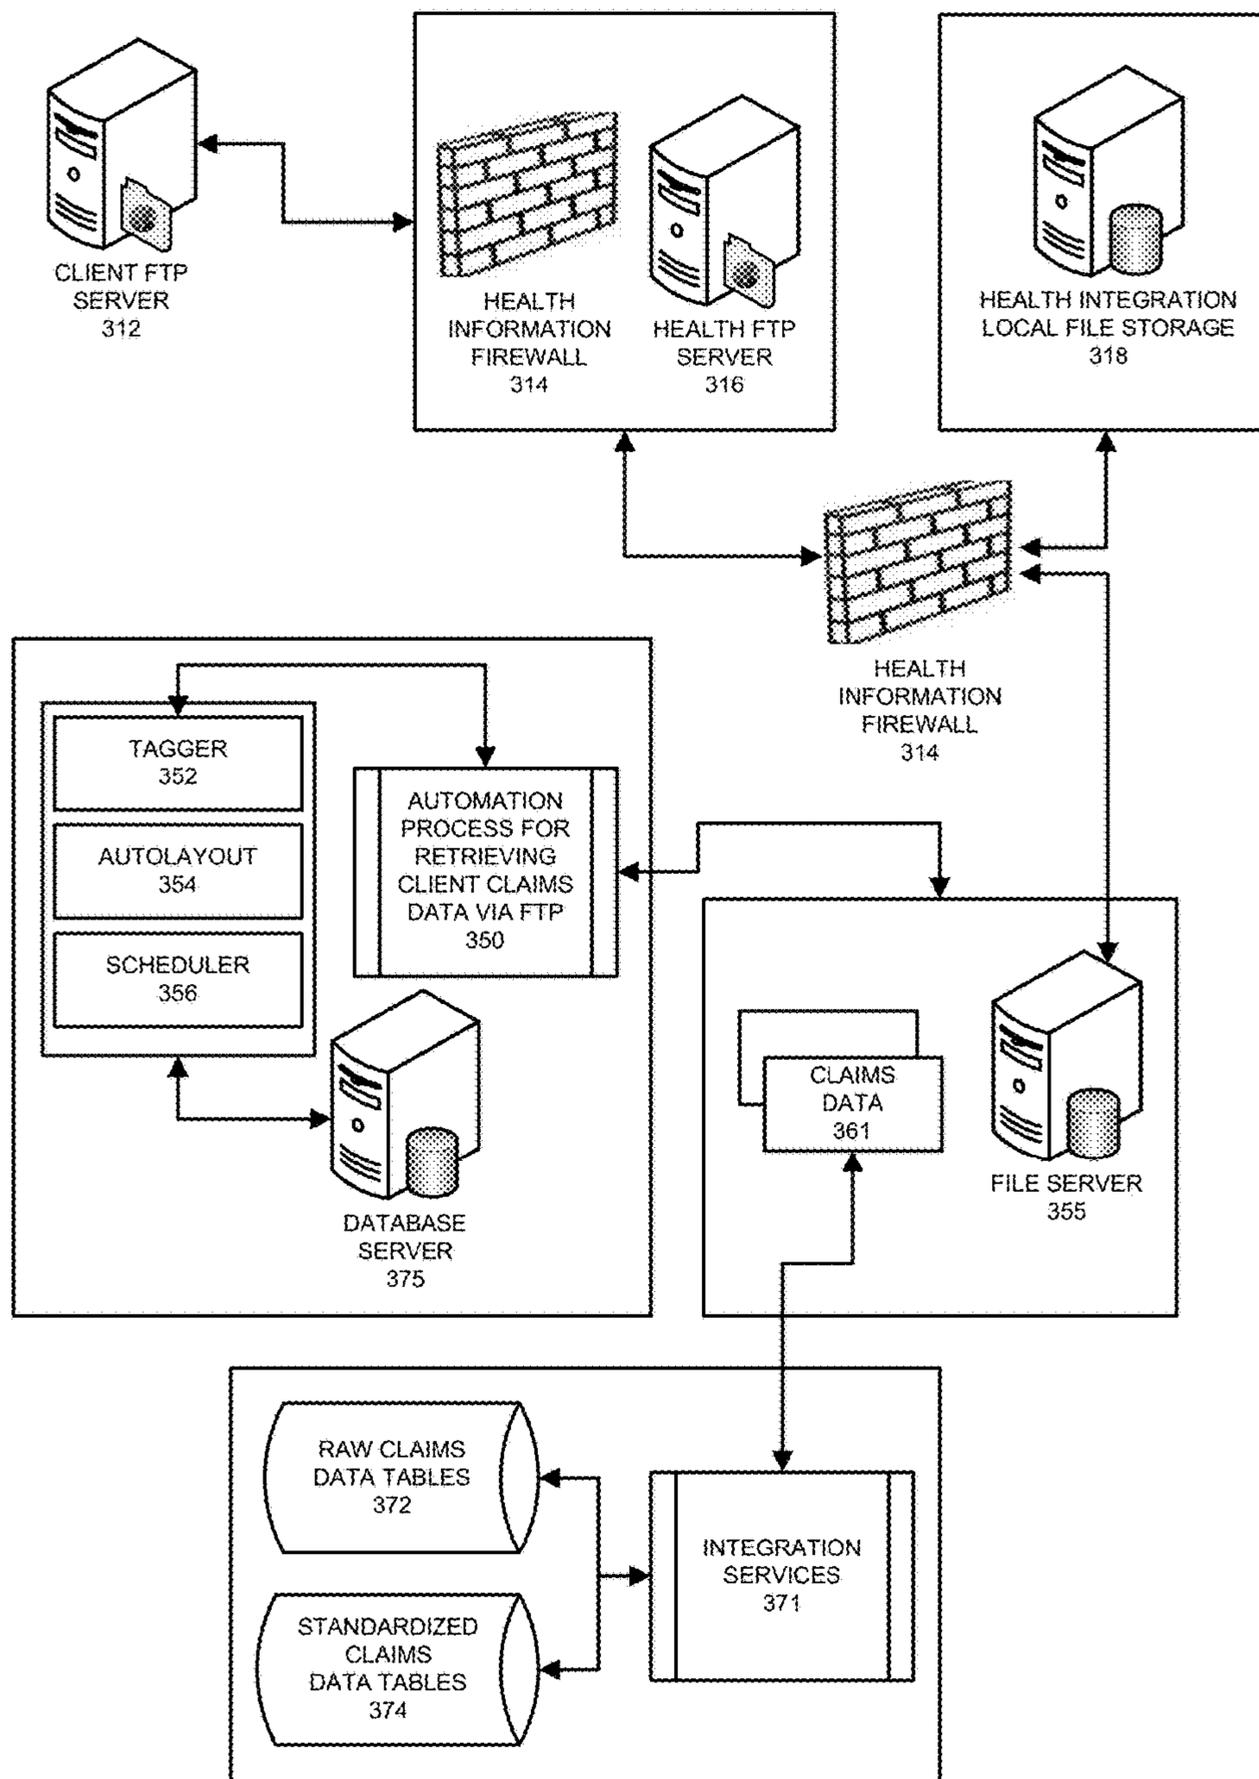 CLIENT FTP
SERVER
312
HEALTH
INFORMATION
FIREWALL
314
HEALTH FTP
SERVER
316
HEALTH INTEGRATION
LOCAL FILE STORAGE
318
HEALTH
INFORMATION
FIREWALL
314
TAGGER
352
AUTOLAYOUT
354
SCHEDULER
356
AUTOMATION
PROCESS FOR
RETRIEVING
CLIENT CLAIMS
DATA VIA FTP
350
DATABASE
SERVER
375
CLAIMS
DATA
361
FILE SERVER
355
RAW CLAIMS
DATA TABLES
372
STANDARDIZED
CLAIMS
DATA TABLES
374
INTEGRATION
SERVICES
371